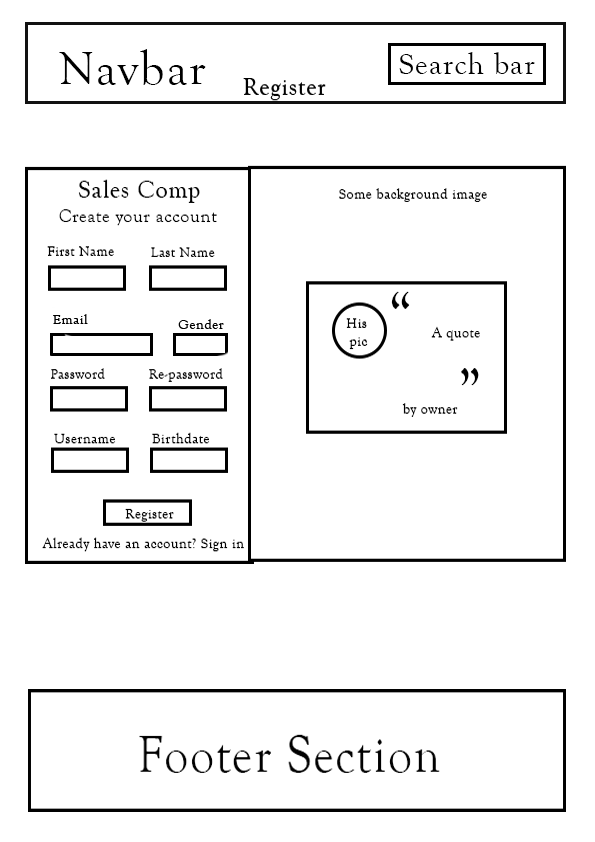 Navbar
Register
Search bar
Sales Comp
Create your account
First Name
Last Name
Email
Gender
Password
Re-password
Username
Birthdate
Register
Already have an account? Sign in
Some background image
His
pic
“
A quote
”
by owner
Footer Section